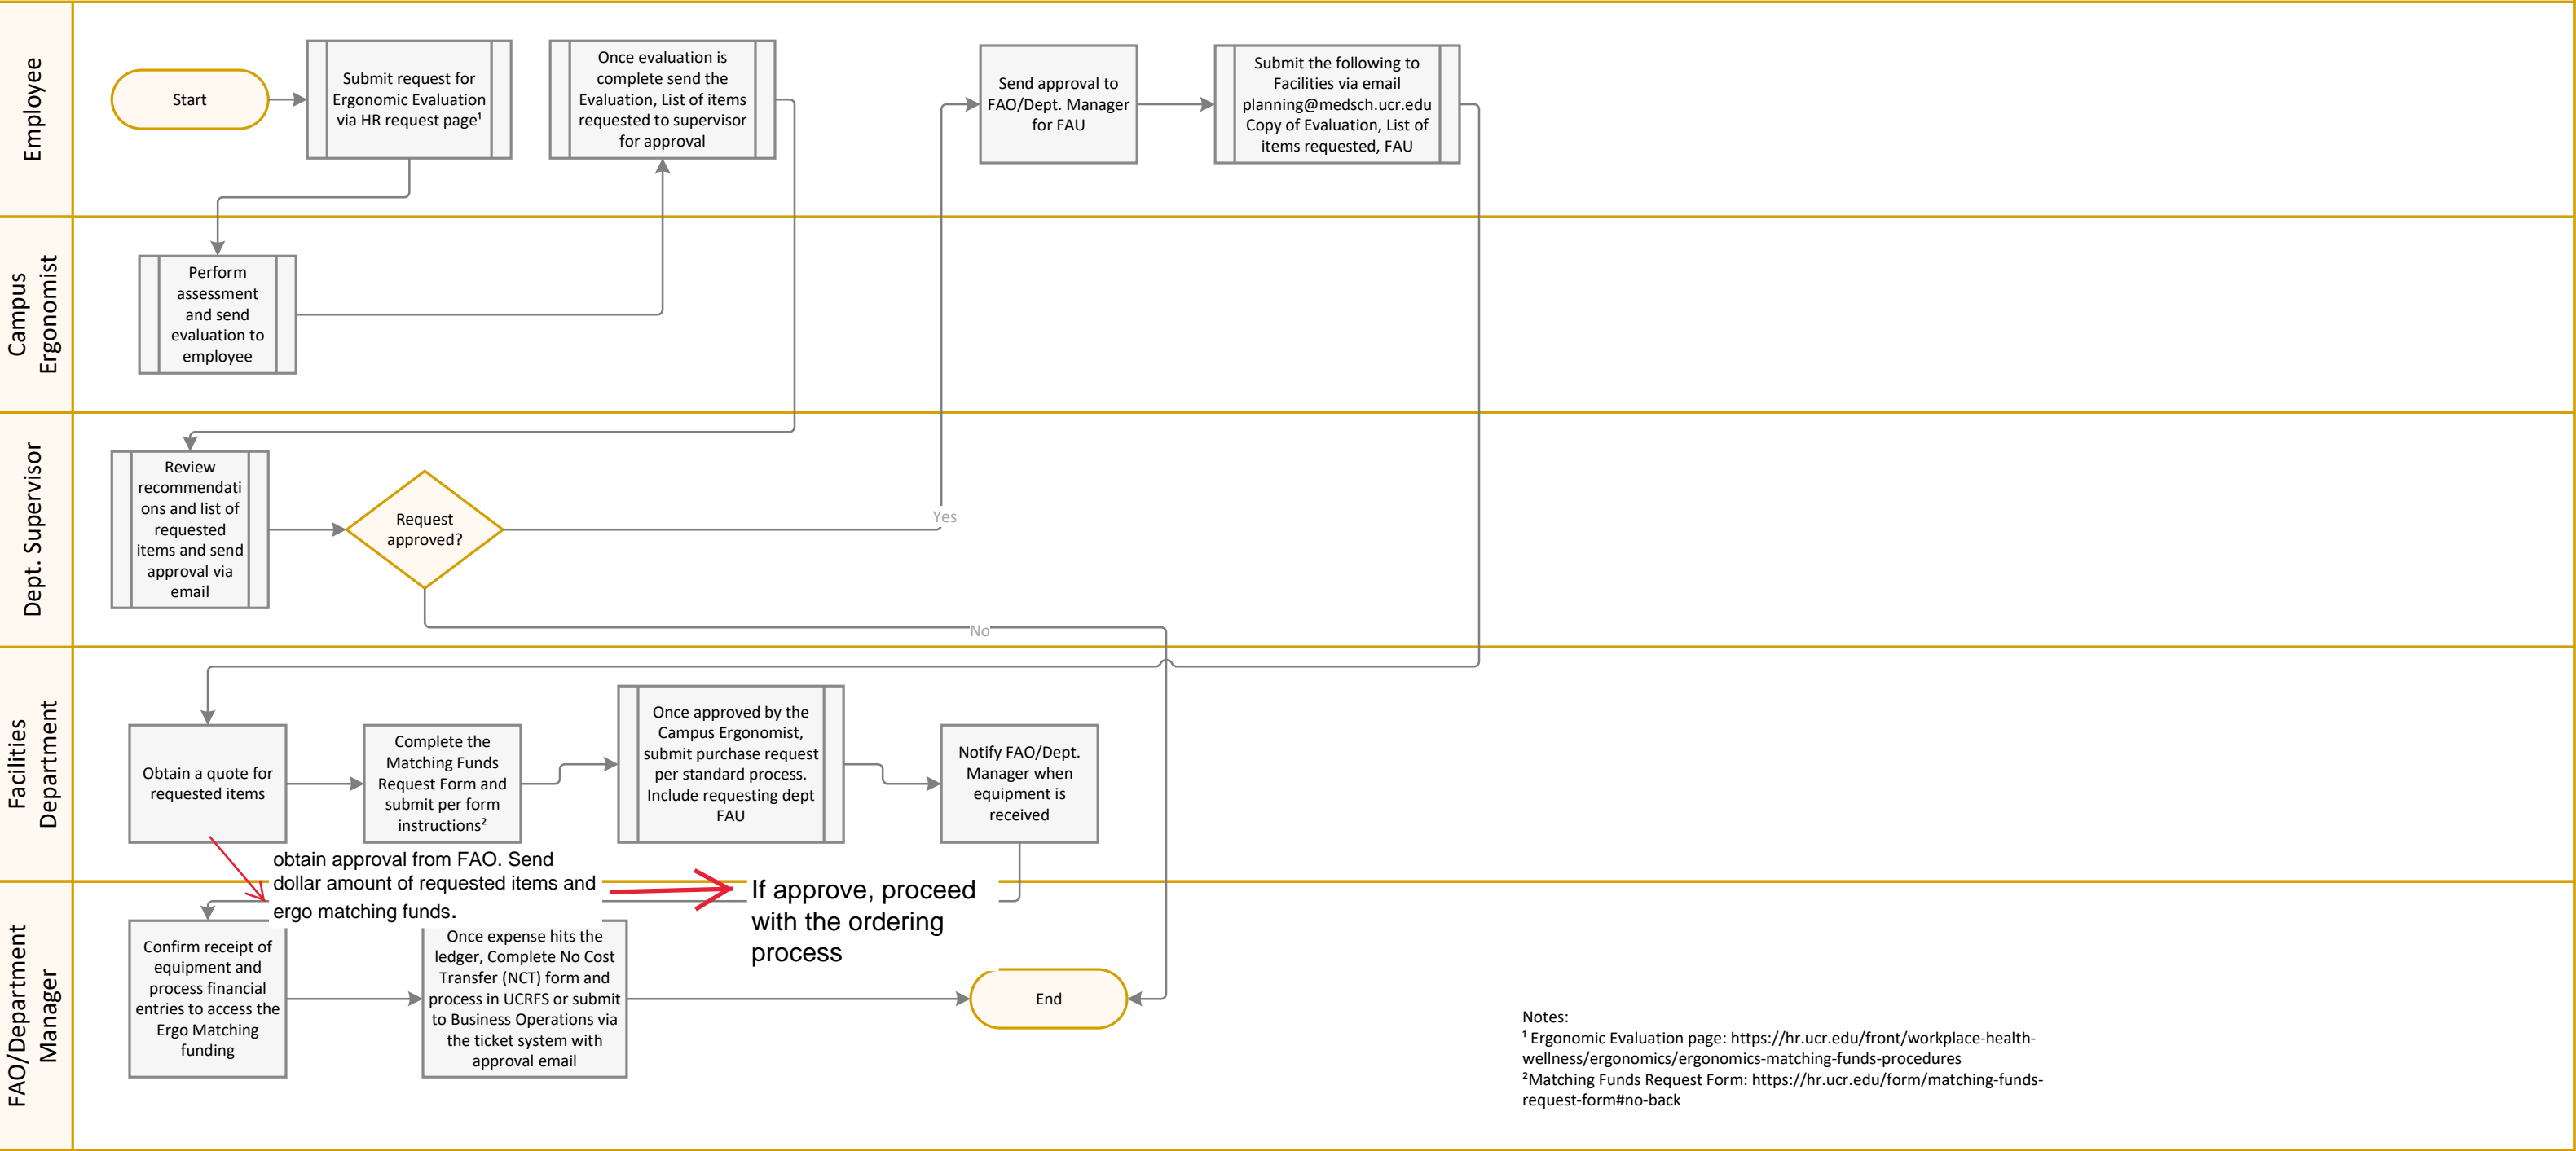 Employee
Start
Submit request for
Ergonomic Evaluation
via HR request page¹
Once evaluation is
complete send the
Evaluation, List of items
requested to supervisor
for approval
Send approval to
FAO/Dept. Manager
for FAU
Submit the following to
Facilities via email
planning@medsch.ucr.edu
Copy of Evaluation, List of
items requested, FAU
Campus
Ergonomist
Perform
assessment
and send
evaluation to
employee
Dept. Supervisor
Review
recommendati
ons and list of
requested
items and send
approval via
email
Request
approved?
Yes
No
Facilities
Department
Obtain a quote for
requested items
Complete the
Matching Funds
Request Form and
submit per form
instructions²
Once approved by the
Campus Ergonomist,
submit purchase request
per standard process.
Include requesting dept
FAU
Notify FAO/Dept.
Manager when
equipment is
received
obtain approval from FAO. Send
dollar amount of requested items and
ergo matching funds.
If approve, proceed
with the ordering
process
FAO/Department
Manager
Confirm receipt of
equipment and
process financial
entries to access the
Ergo Matching
funding
Once expense hits the
ledger, Complete No Cost
Transfer (NCT) form and
process in UCRFS or submit
to Business Operations via
the ticket system with
approval email
End
Notes:
¹ Ergonomic Evaluation page: https://hr.ucr.edu/front/workplace-health-
wellness/ergonomics/ergonomics-matching-funds-procedures
²Matching Funds Request Form: https://hr.ucr.edu/form/matching-funds-
request-form#no-back